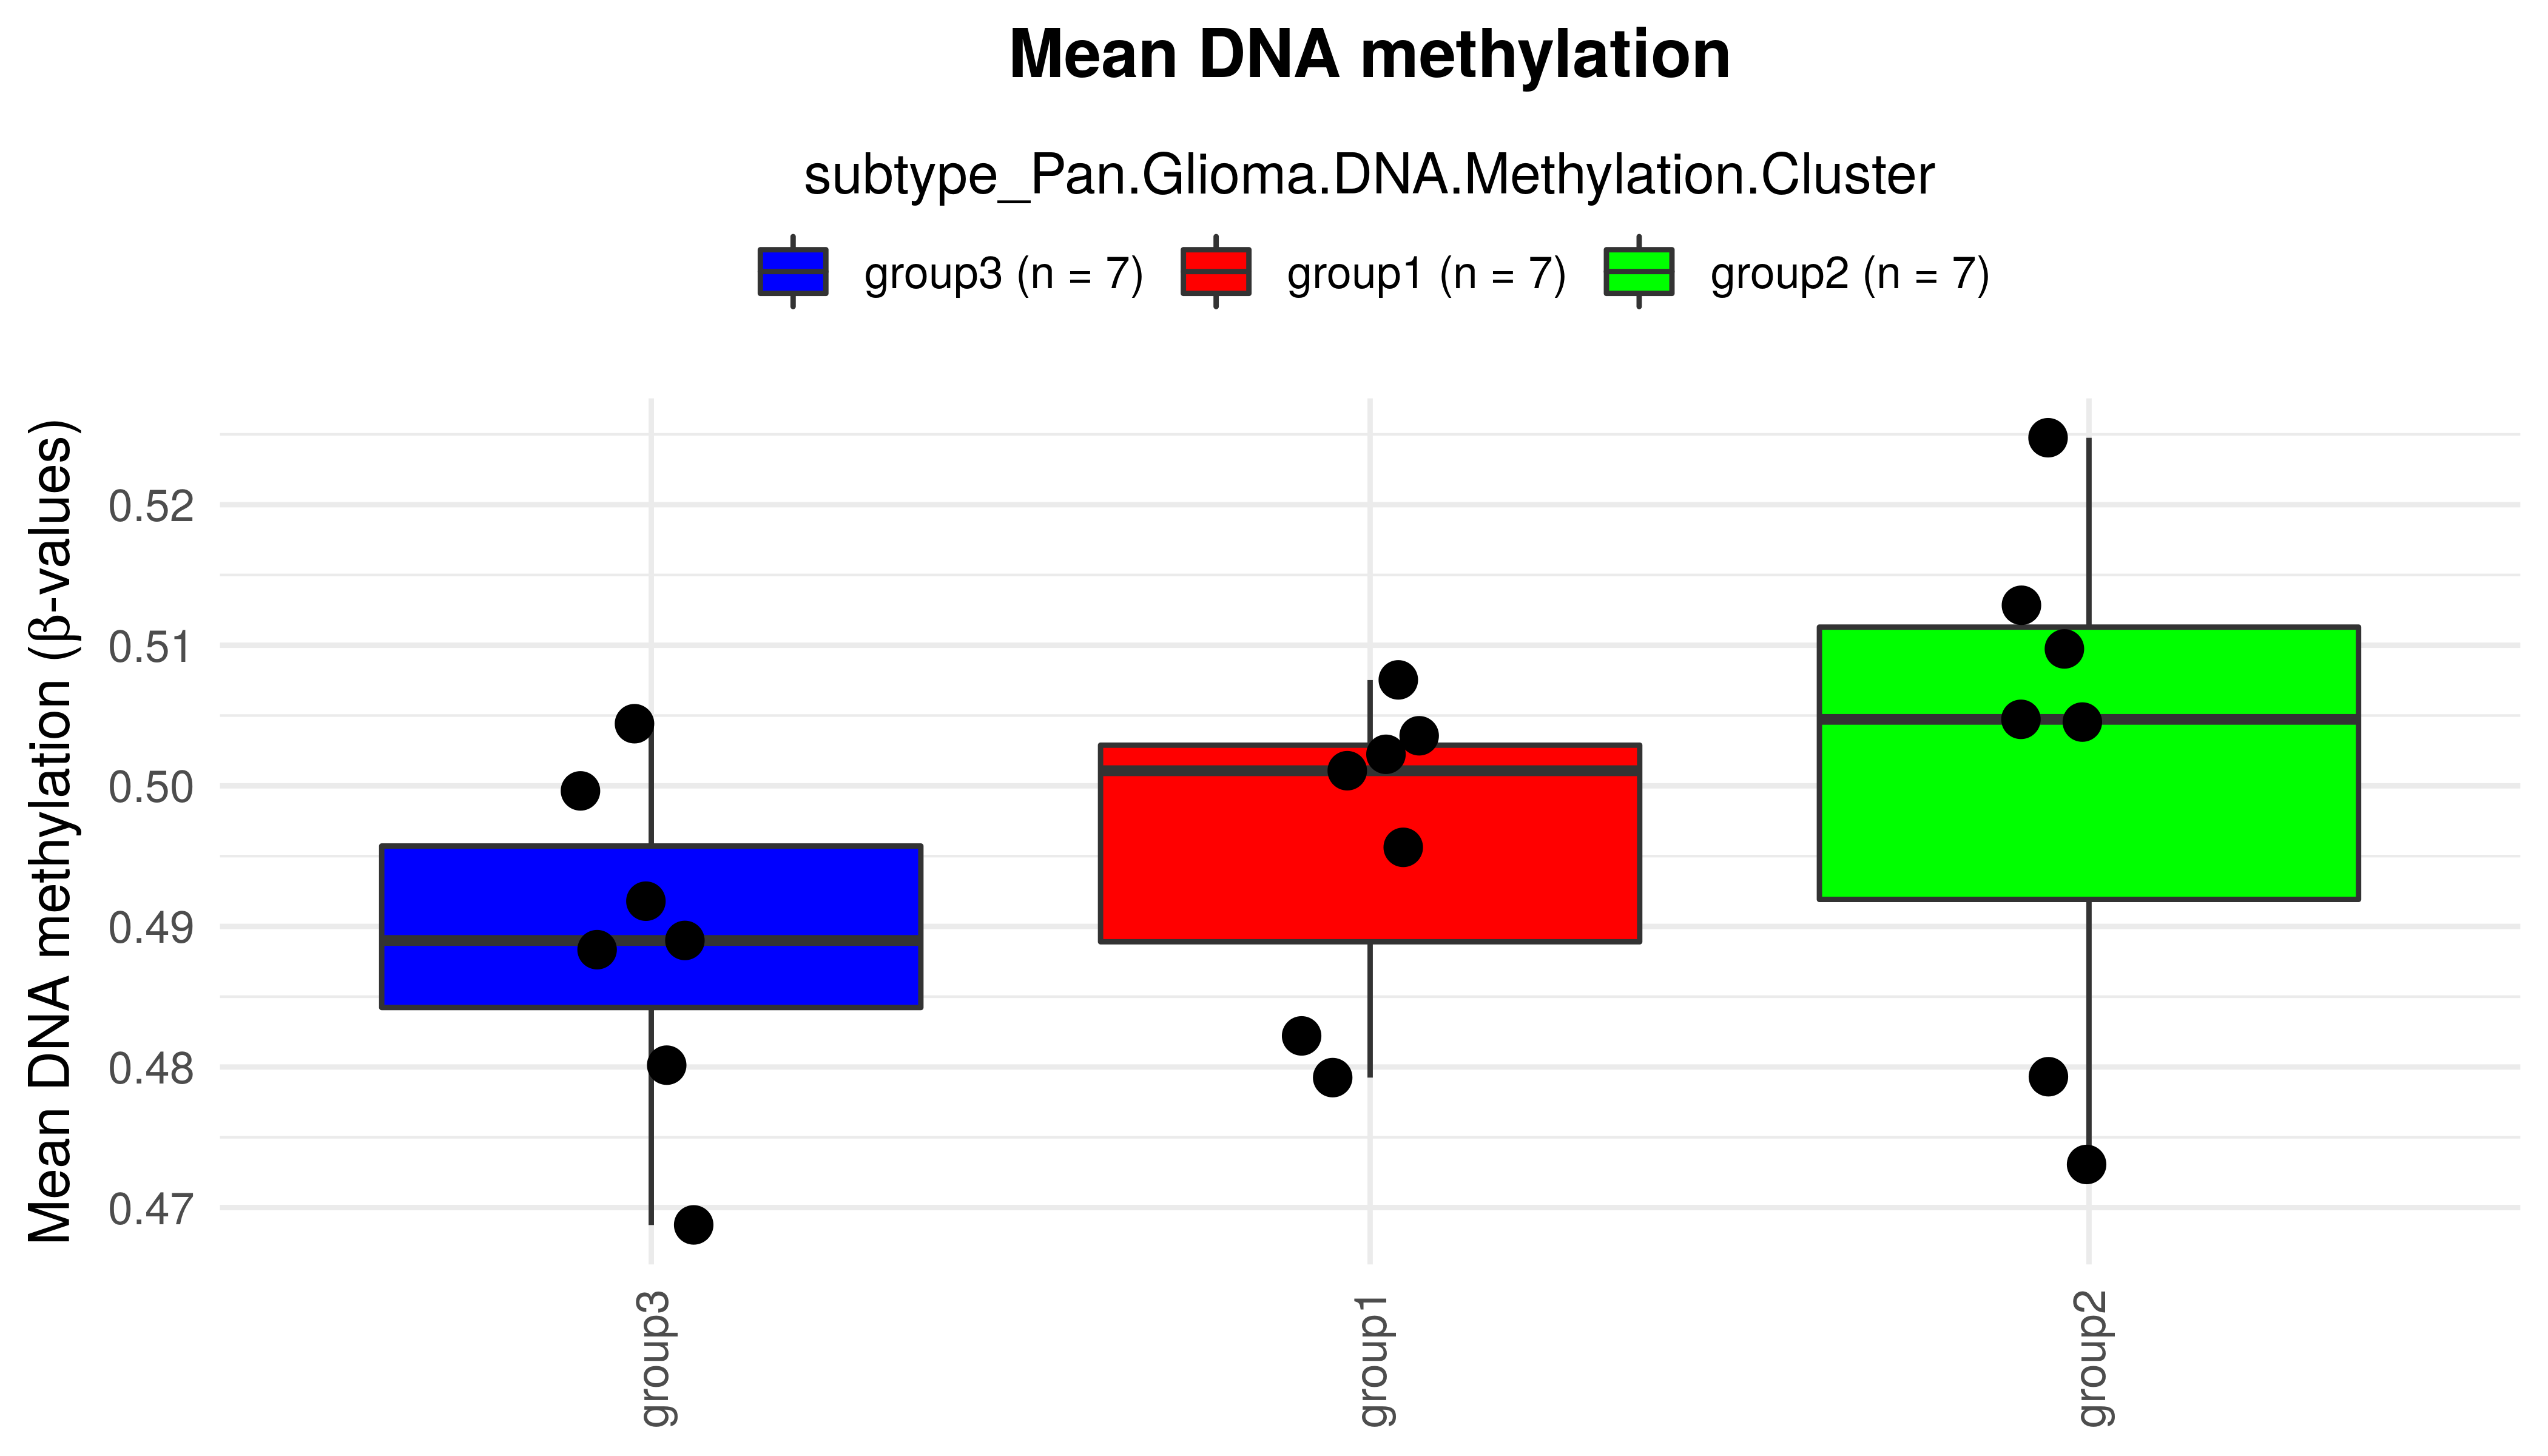 Mean DNA methylation
subtype_Pan.Glioma.DNA.Methylation.Cluster
group3 (n = 7) group1 (n = 7) group2 (n = 7)
Mean DNA methylation (β-values)
0.52
0.51
0.50
0.49
0.48
0.47
group3 group1 group2